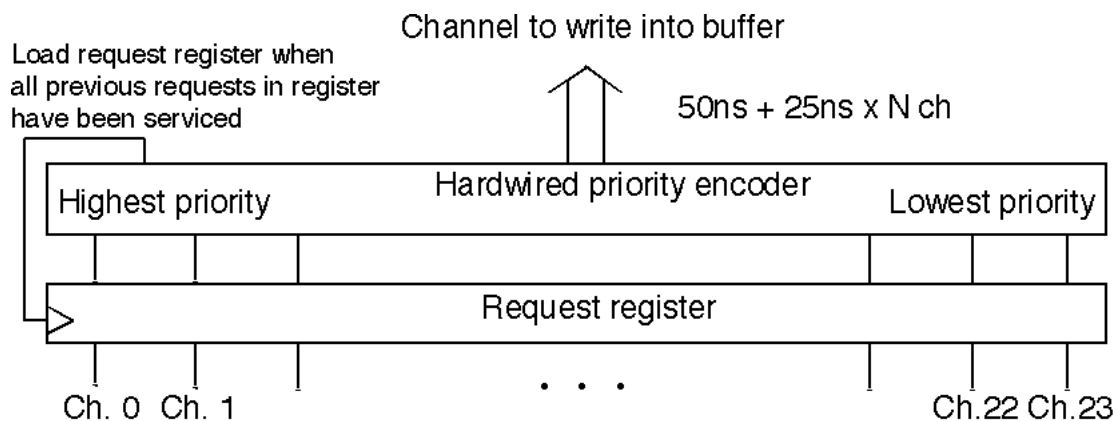 Channel to write into buffer
Load request register when
all previous requests in register
have been serviced
50ns + 25ns x N ch
Hardwired priority encoder
Highest priority
Lowest priority
Request register
. . .
Ch. 0 Ch. 1 Ch.22 Ch.23